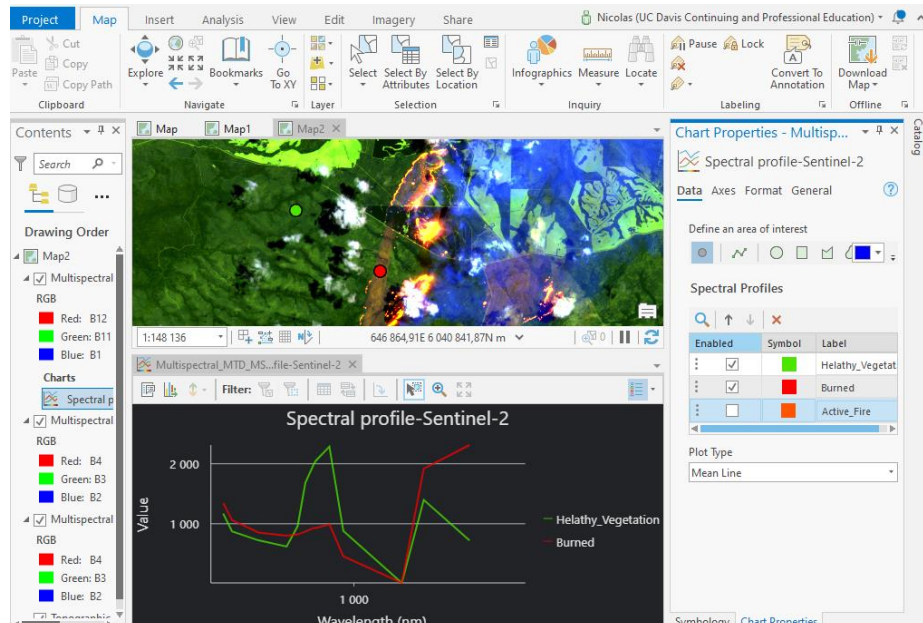 Project Map Insert Analysis View Edit Imagery Share Nicolas (UC Davis Continuing and Professional Education)
Cut
Copy
Paste Copy Path
Clipboard
Explore Bookmarks Go To XY
Navigate
Layer
Select Select By Attributes Select By Location
Selection
Infographics Measure Locate
Inquiry
Pause Lock
Convert To Annotation
Labeling
Download Map
Offline
Contents
Search
Drawing Order
Map2
Multispectral
RGB
Red: B12
Green: B11
Blue: B1
Charts
Spectral p
Multispectral
RGB
Red: B4
Green: B3
Blue: B2
Multispectral
RGB
Red: B4
Green: B3
Blue: B2
Topographic
Map Map1 Map2
1:148 136 646 864,91E 6 040 841,87N m 0
Multispectral_MTD_MS...file-Sentinel-2
Filter:
Spectral profile-Sentinel-2
2 000
1 000
Value
Helathy_Vegetation
Burned
1 000
Wavelength (nm)
Chart Properties - Multisp...
Catalog
Spectral profile-Sentinel-2
Data Axes Format General
Define an area of interest
Spectral Profiles
Enabled Symbol Label
Helathy_Vegetat
Burned
Active_Fire
Plot Type
Mean Line
Symbology Chart Properties